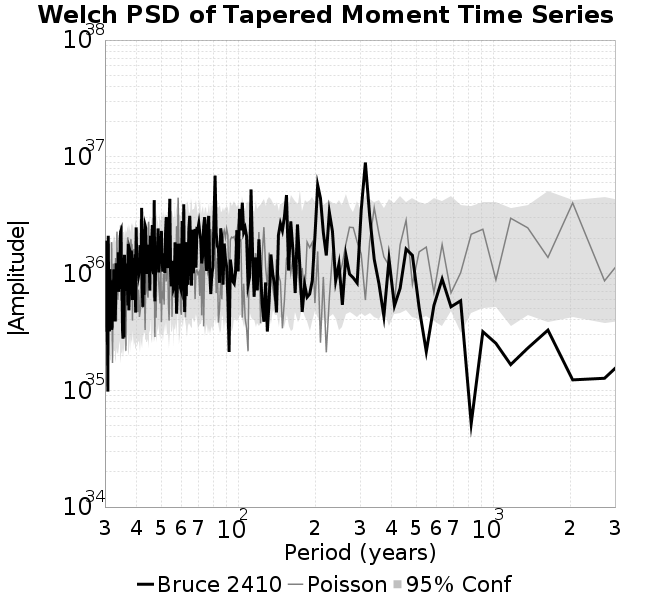 Welch PSD of Tapered Moment Time Series
10^38
10^37
10^36
10^35
10^34
|Amplitude|
3 4 5 6 7 10^2 2 3 4 5 6 7 10^3 2 3
Period (years)
Bruce 2410 Poisson 95% Conf